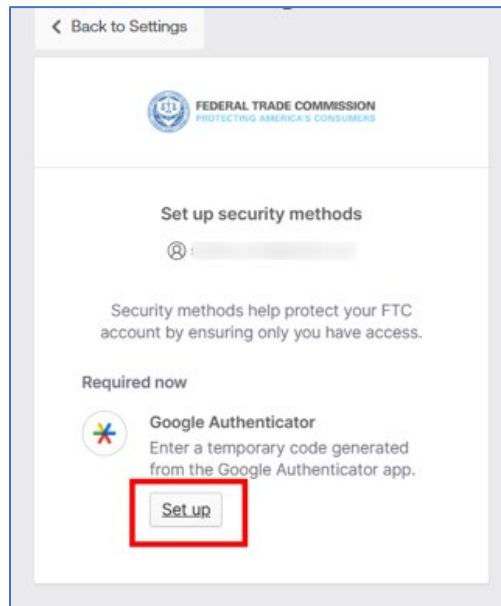 Back to Settings
FEDERAL TRADE COMMISSION
PROTECTING AMERICA'S CONSUMERS
Set up security methods
Security methods help protect your FTC
account by ensuring only you have access.
Required now
Google Authenticator
Enter a temporary code generated
from the Google Authenticator app.
Set up